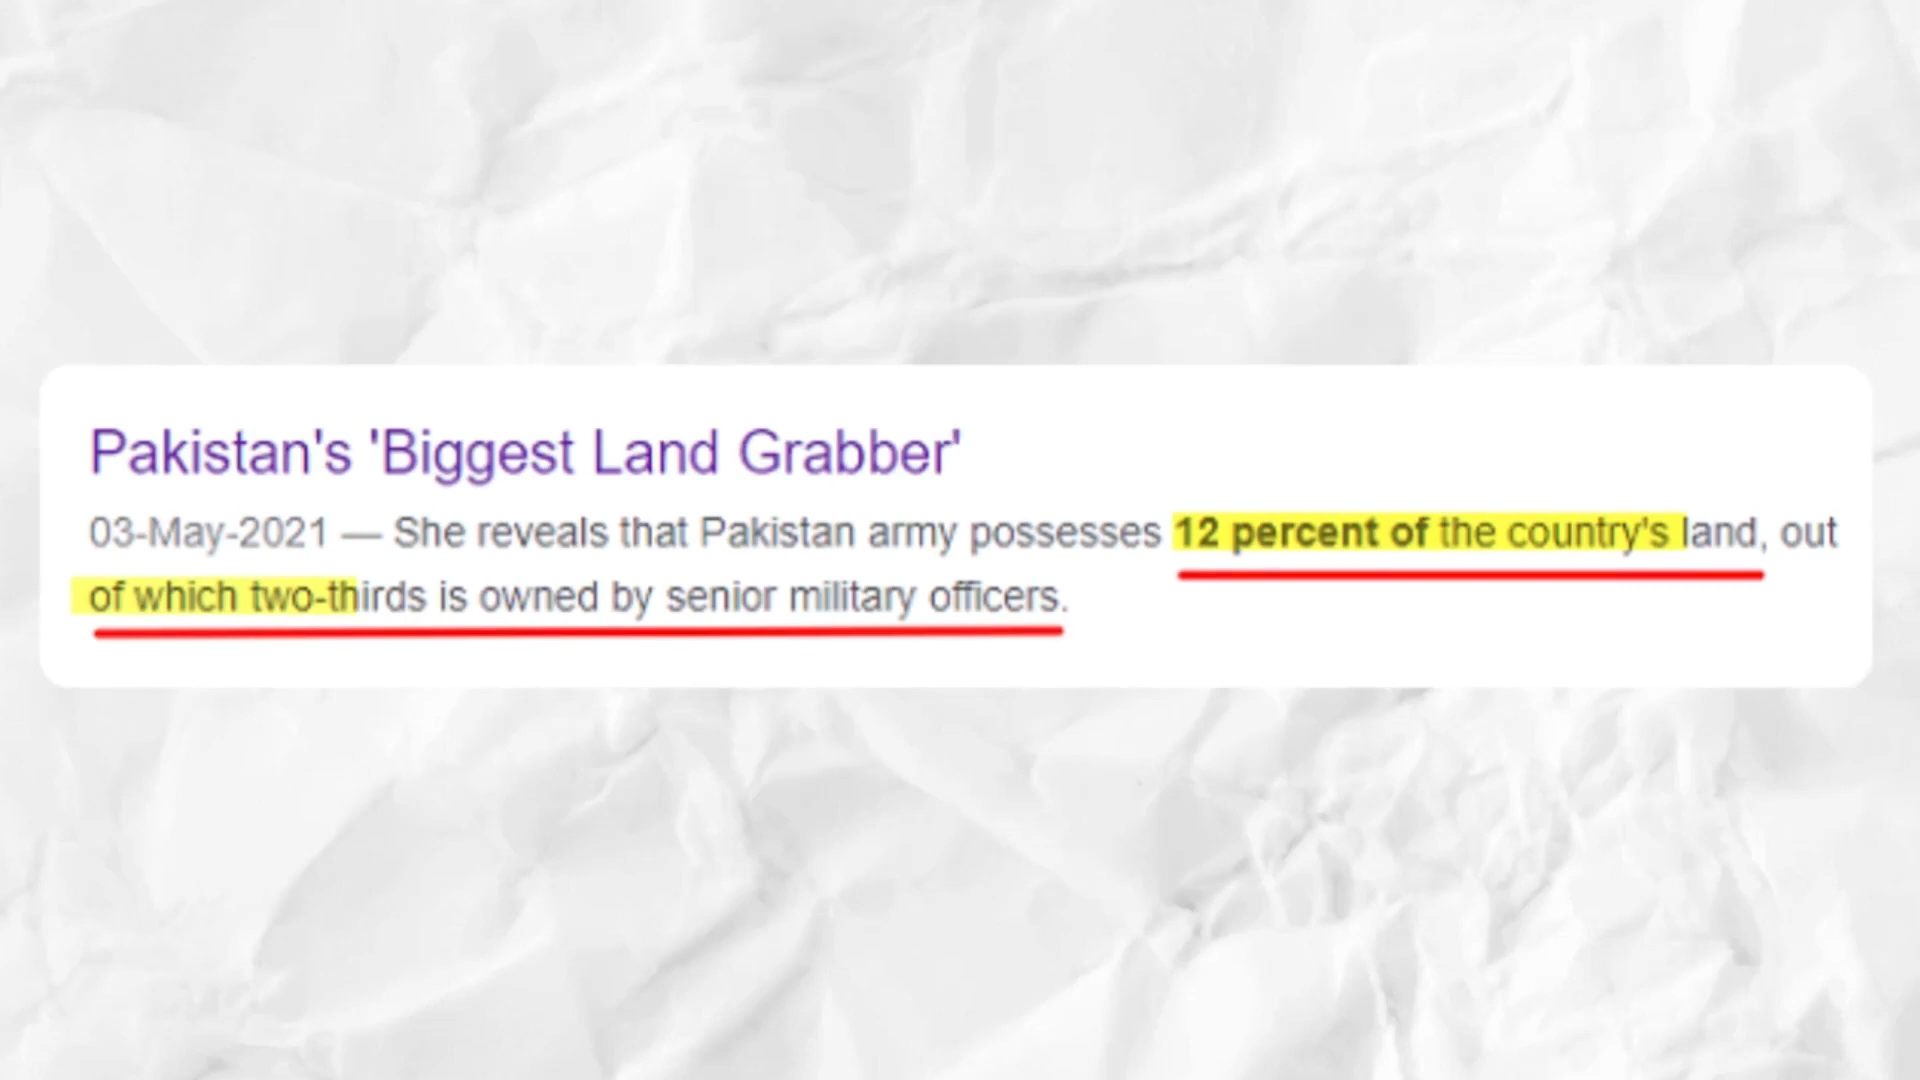 Pakistan's 'Biggest Land Grabber'
03-May-2021 — She reveals that Pakistan army possesses 12 percent of the country's land, out
of which two-thirds is owned by senior military officers.